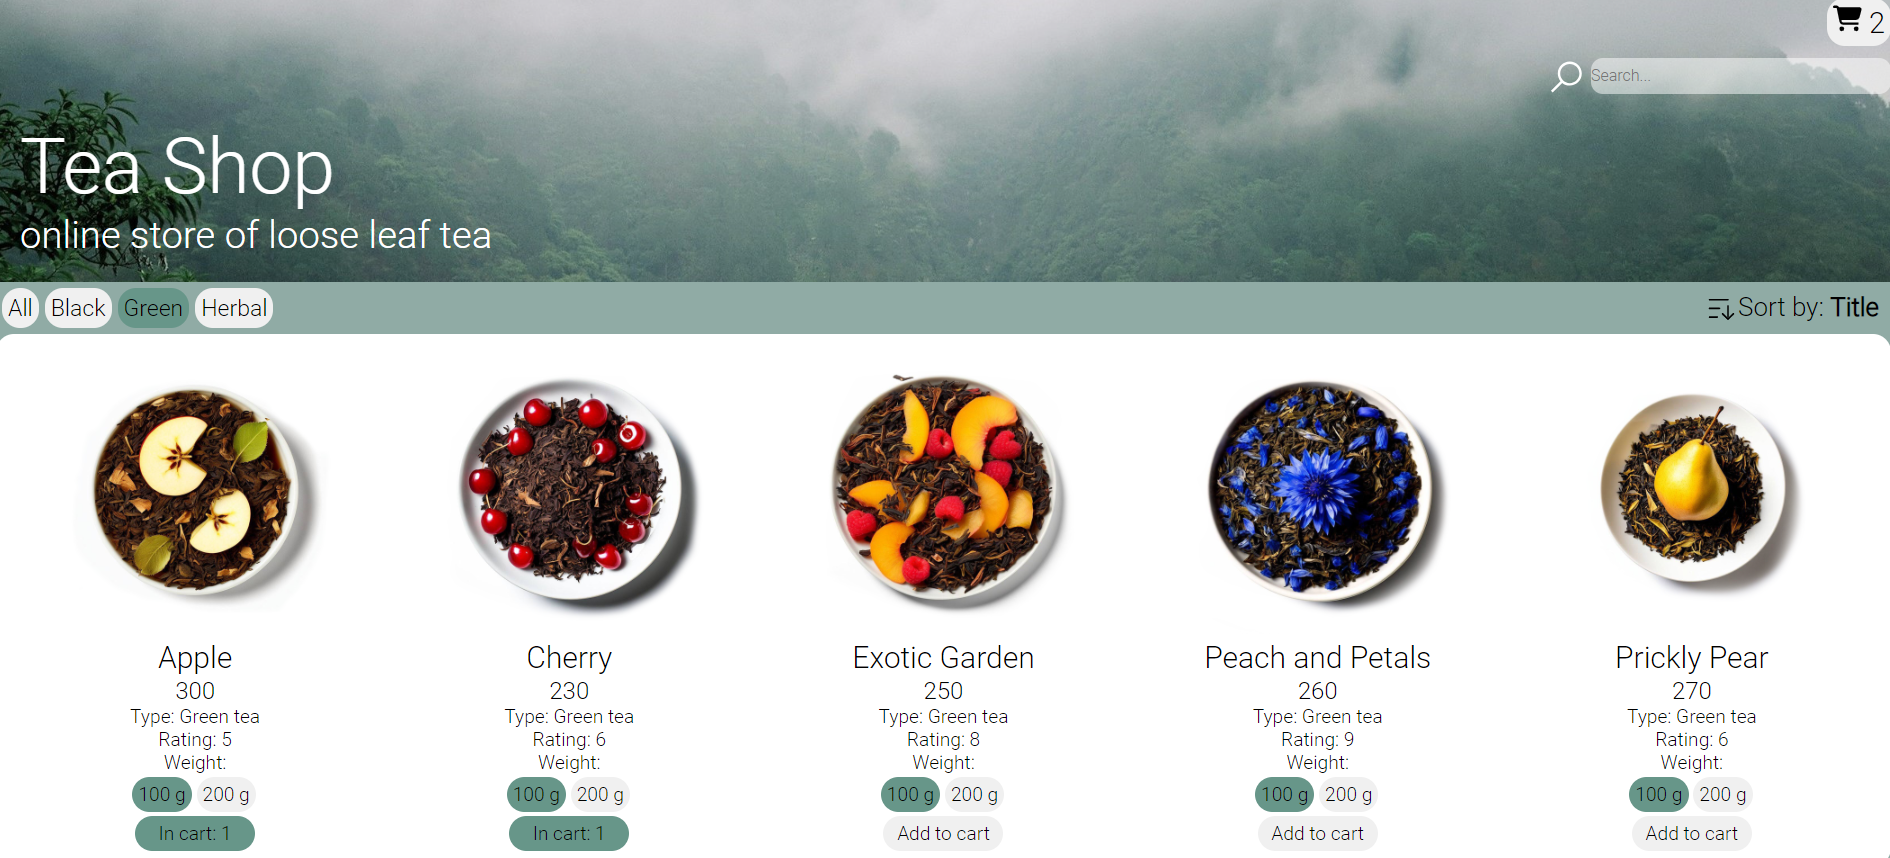 2
Search...
Tea Shop
online store of loose leaf tea
All Black Green Herbal Sort by: Title
Apple
300
Type: Green tea
Rating: 5
Weight:
100 g 200 g
In cart: 1
Cherry
230
Type: Green tea
Rating: 6
Weight:
100 g 200 g
In cart: 1
Exotic Garden
250
Type: Green tea
Rating: 8
Weight:
100 g 200 g
Add to cart
Peach and Petals
260
Type: Green tea
Rating: 9
Weight:
100 g 200 g
Add to cart
Prickly Pear
270
Type: Green tea
Rating: 6
Weight:
100 g 200 g
Add to cart